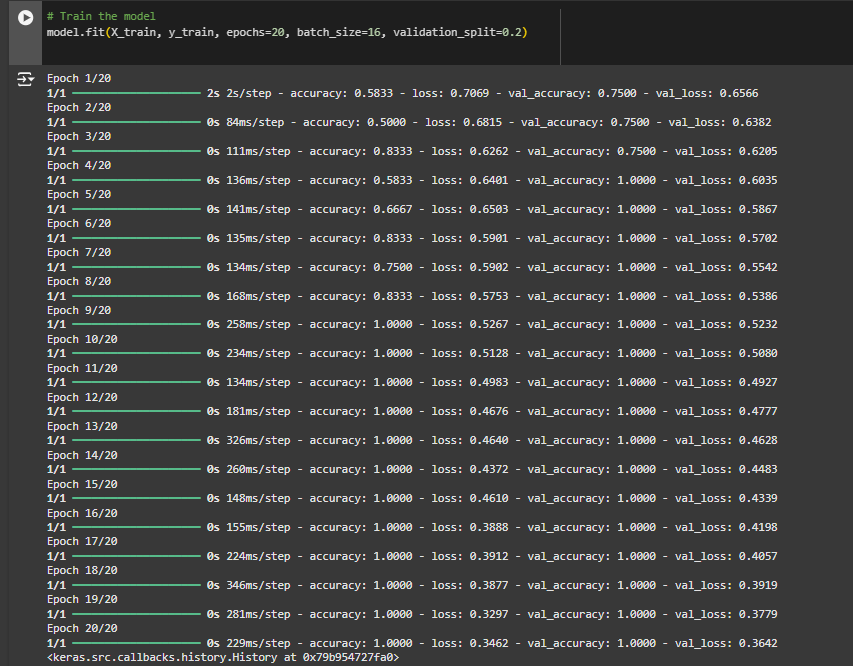 # Train the model
model.fit(X_train, y_train, epochs=20, batch_size=16, validation_split=0.2)
Epoch 1/20
1/1 2s 2s/step - accuracy: 0.5833 - loss: 0.7069 - val_accuracy: 0.7500 - val_loss: 0.6566
Epoch 2/20
1/1 0s 84ms/step - accuracy: 0.5000 - loss: 0.6815 - val_accuracy: 0.7500 - val_loss: 0.6382
Epoch 3/20
1/1 0s 111ms/step - accuracy: 0.8333 - loss: 0.6262 - val_accuracy: 0.7500 - val_loss: 0.6205
Epoch 4/20
1/1 0s 136ms/step - accuracy: 0.5833 - loss: 0.6401 - val_accuracy: 1.0000 - val_loss: 0.6035
Epoch 5/20
1/1 0s 141ms/step - accuracy: 0.6667 - loss: 0.6503 - val_accuracy: 1.0000 - val_loss: 0.5867
Epoch 6/20
1/1 0s 135ms/step - accuracy: 0.8333 - loss: 0.5901 - val_accuracy: 1.0000 - val_loss: 0.5702
Epoch 7/20
1/1 0s 134ms/step - accuracy: 0.7500 - loss: 0.5902 - val_accuracy: 1.0000 - val_loss: 0.5542
Epoch 8/20
1/1 0s 168ms/step - accuracy: 0.8333 - loss: 0.5753 - val_accuracy: 1.0000 - val_loss: 0.5386
Epoch 9/20
1/1 0s 258ms/step - accuracy: 1.0000 - loss: 0.5267 - val_accuracy: 1.0000 - val_loss: 0.5232
Epoch 10/20
1/1 0s 234ms/step - accuracy: 1.0000 - loss: 0.5128 - val_accuracy: 1.0000 - val_loss: 0.5080
Epoch 11/20
1/1 0s 134ms/step - accuracy: 1.0000 - loss: 0.4983 - val_accuracy: 1.0000 - val_loss: 0.4927
Epoch 12/20
1/1 0s 181ms/step - accuracy: 1.0000 - loss: 0.4676 - val_accuracy: 1.0000 - val_loss: 0.4777
Epoch 13/20
1/1 0s 326ms/step - accuracy: 1.0000 - loss: 0.4640 - val_accuracy: 1.0000 - val_loss: 0.4628
Epoch 14/20
1/1 0s 260ms/step - accuracy: 1.0000 - loss: 0.4372 - val_accuracy: 1.0000 - val_loss: 0.4483
Epoch 15/20
1/1 0s 148ms/step - accuracy: 1.0000 - loss: 0.4610 - val_accuracy: 1.0000 - val_loss: 0.4339
Epoch 16/20
1/1 0s 155ms/step - accuracy: 1.0000 - loss: 0.3888 - val_accuracy: 1.0000 - val_loss: 0.4198
Epoch 17/20
1/1 0s 224ms/step - accuracy: 1.0000 - loss: 0.3912 - val_accuracy: 1.0000 - val_loss: 0.4057
Epoch 18/20
1/1 0s 346ms/step - accuracy: 1.0000 - loss: 0.3877 - val_accuracy: 1.0000 - val_loss: 0.3919
Epoch 19/20
1/1 0s 281ms/step - accuracy: 1.0000 - loss: 0.3297 - val_accuracy: 1.0000 - val_loss: 0.3779
Epoch 20/20
1/1 0s 229ms/step - accuracy: 1.0000 - loss: 0.3462 - val_accuracy: 1.0000 - val_loss: 0.3642
<keras.src.callbacks.history.History at 0x79b954727fa0>